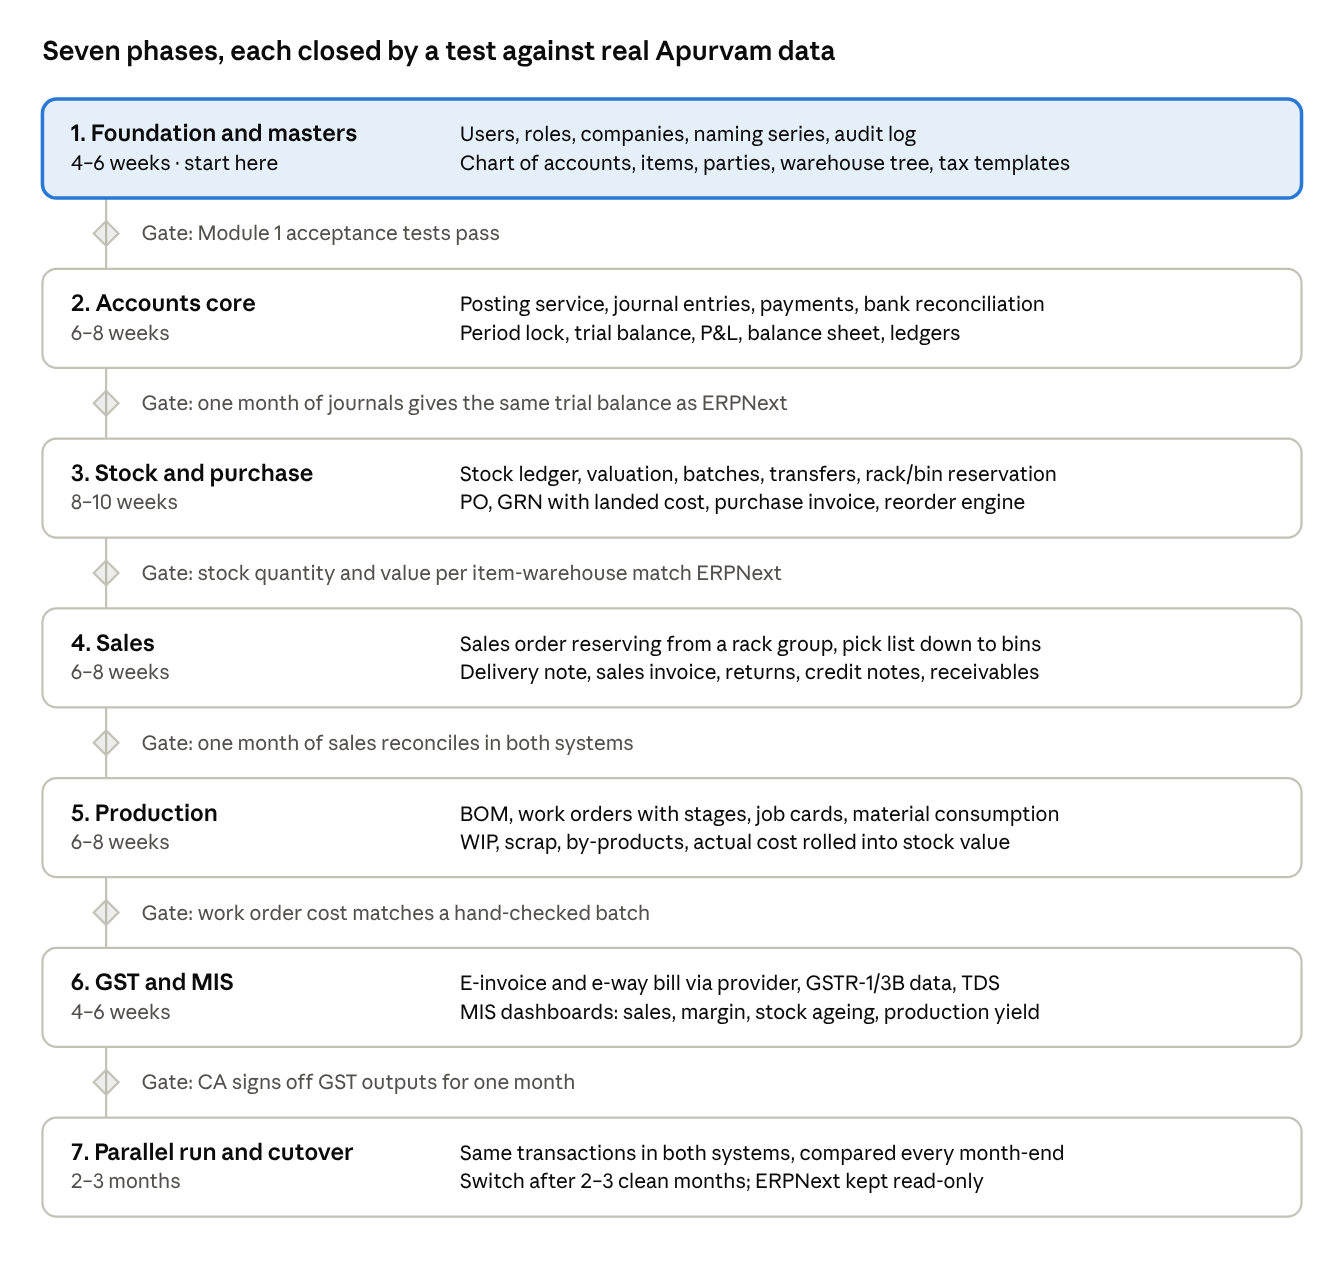 Seven phases, each closed by a test against real Apurvam data
1. Foundation and masters
4–6 weeks · start here
Users, roles, companies, naming series, audit log
Chart of accounts, items, parties, warehouse tree, tax templates
Gate: Module 1 acceptance tests pass
2. Accounts core
6–8 weeks
Posting service, journal entries, payments, bank reconciliation
Period lock, trial balance, P&L, balance sheet, ledgers
Gate: one month of journals gives the same trial balance as ERPNext
3. Stock and purchase
8–10 weeks
Stock ledger, valuation, batches, transfers, rack/bin reservation
PO, GRN with landed cost, purchase invoice, reorder engine
Gate: stock quantity and value per item-warehouse match ERPNext
4. Sales
6–8 weeks
Sales order reserving from a rack group, pick list down to bins
Delivery note, sales invoice, returns, credit notes, receivables
Gate: one month of sales reconciles in both systems
5. Production
6–8 weeks
BOM, work orders with stages, job cards, material consumption
WIP, scrap, by-products, actual cost rolled into stock value
Gate: work order cost matches a hand-checked batch
6. GST and MIS
4–6 weeks
E-invoice and e-way bill via provider, GSTR-1/3B data, TDS
MIS dashboards: sales, margin, stock ageing, production yield
Gate: CA signs off GST outputs for one month
7. Parallel run and cutover
2–3 months
Same transactions in both systems, compared every month-end
Switch after 2–3 clean months; ERPNext kept read-only